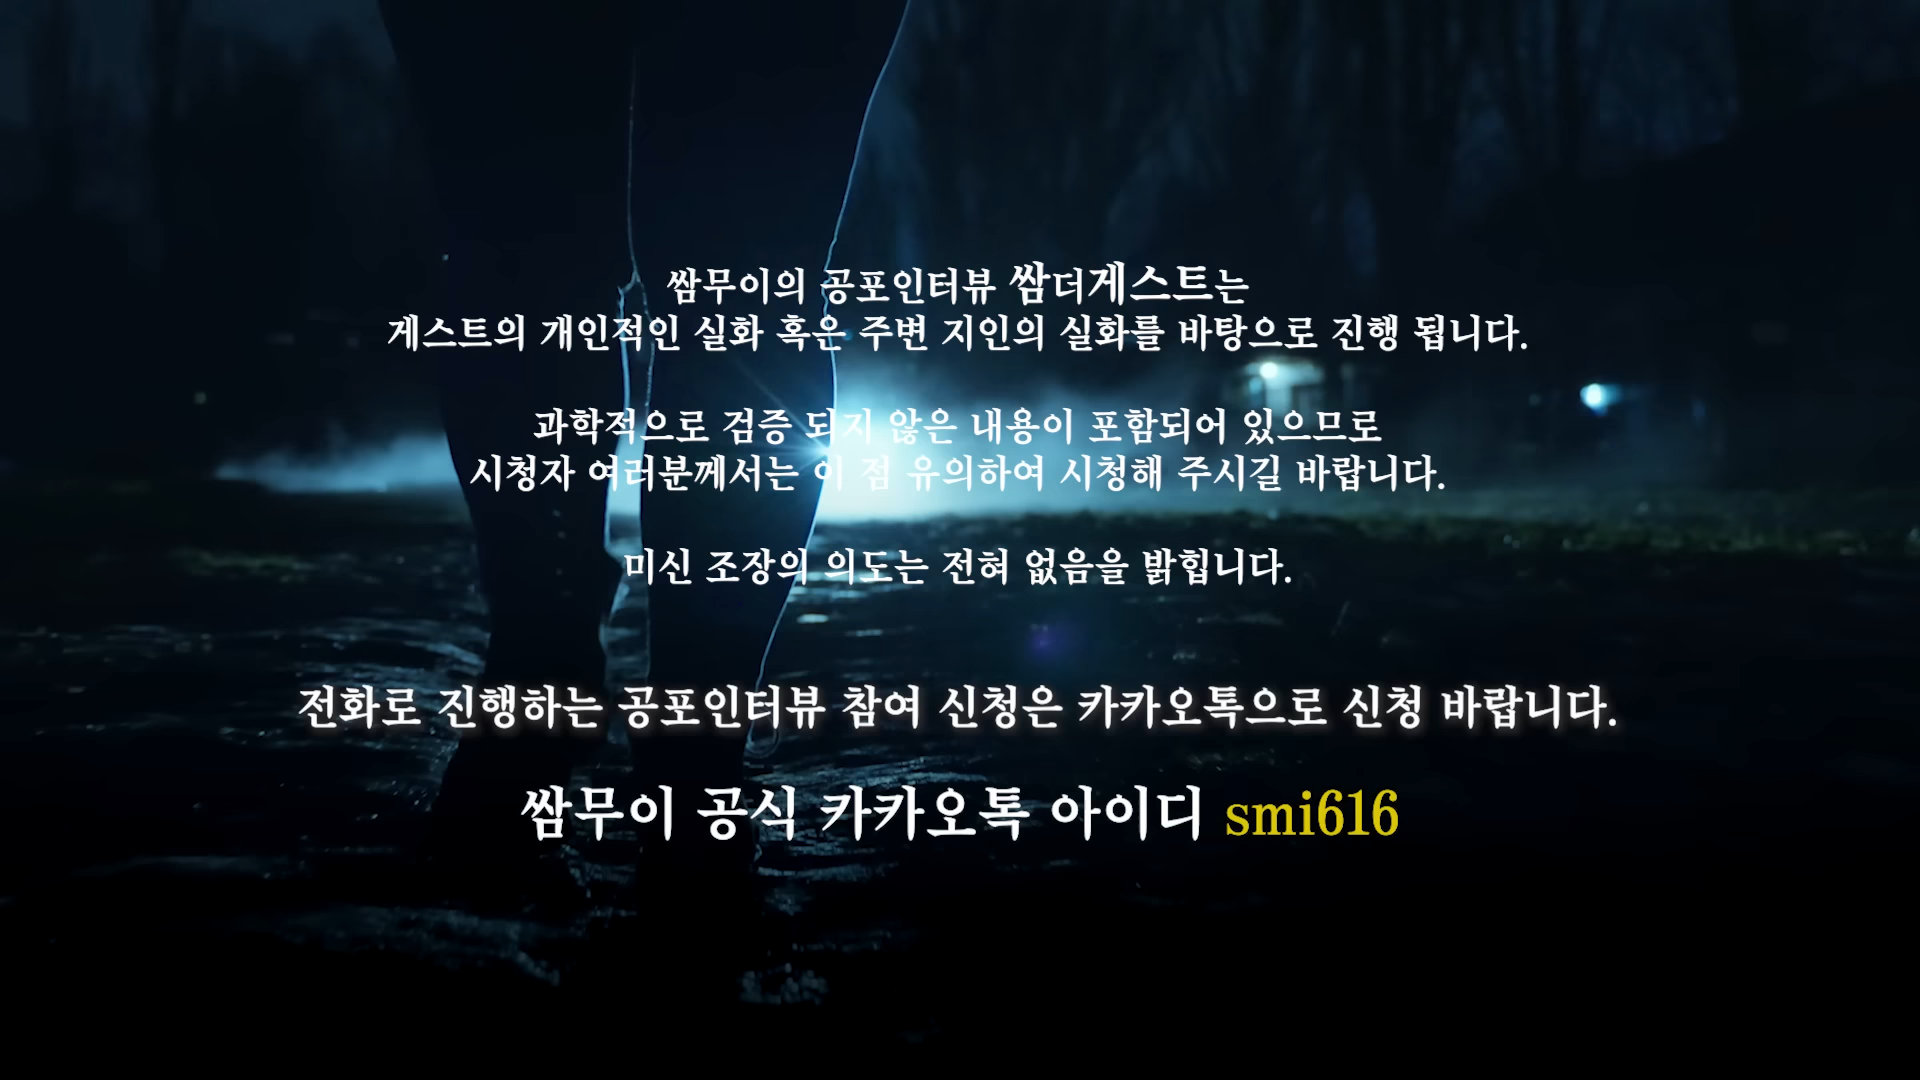 쌈무이의 공포인터뷰 쌈더게스트는
게스트의 개인적인 실화 혹은 주변 지인의 실화를 바탕으로 진행 됩니다.
과학적으로 검증 되지 않은 내용이 포함되어 있으므로
시청자 여러분께서는 이 점 유의하여 시청해 주시길 바랍니다.
미신 조장의 의도는 전혀 없음을 밝힙니다.
전화로 진행하는 공포인터뷰 참여 신청은 카카오톡으로 신청 바랍니다.
쌈무이 공식 카카오톡 아이디 smi616